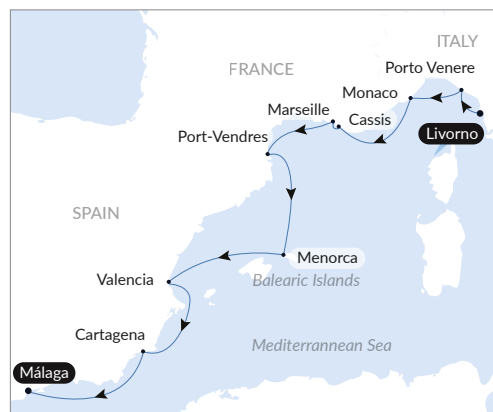 ITALY
Porto Venere
FRANCE
Monaco
Marseille
Cassis
Livorno
Port-Vendres
SPAIN
Menorca
Valencia
Balearic Islands
Cartagena
Mediterrannean Sea
Málaga